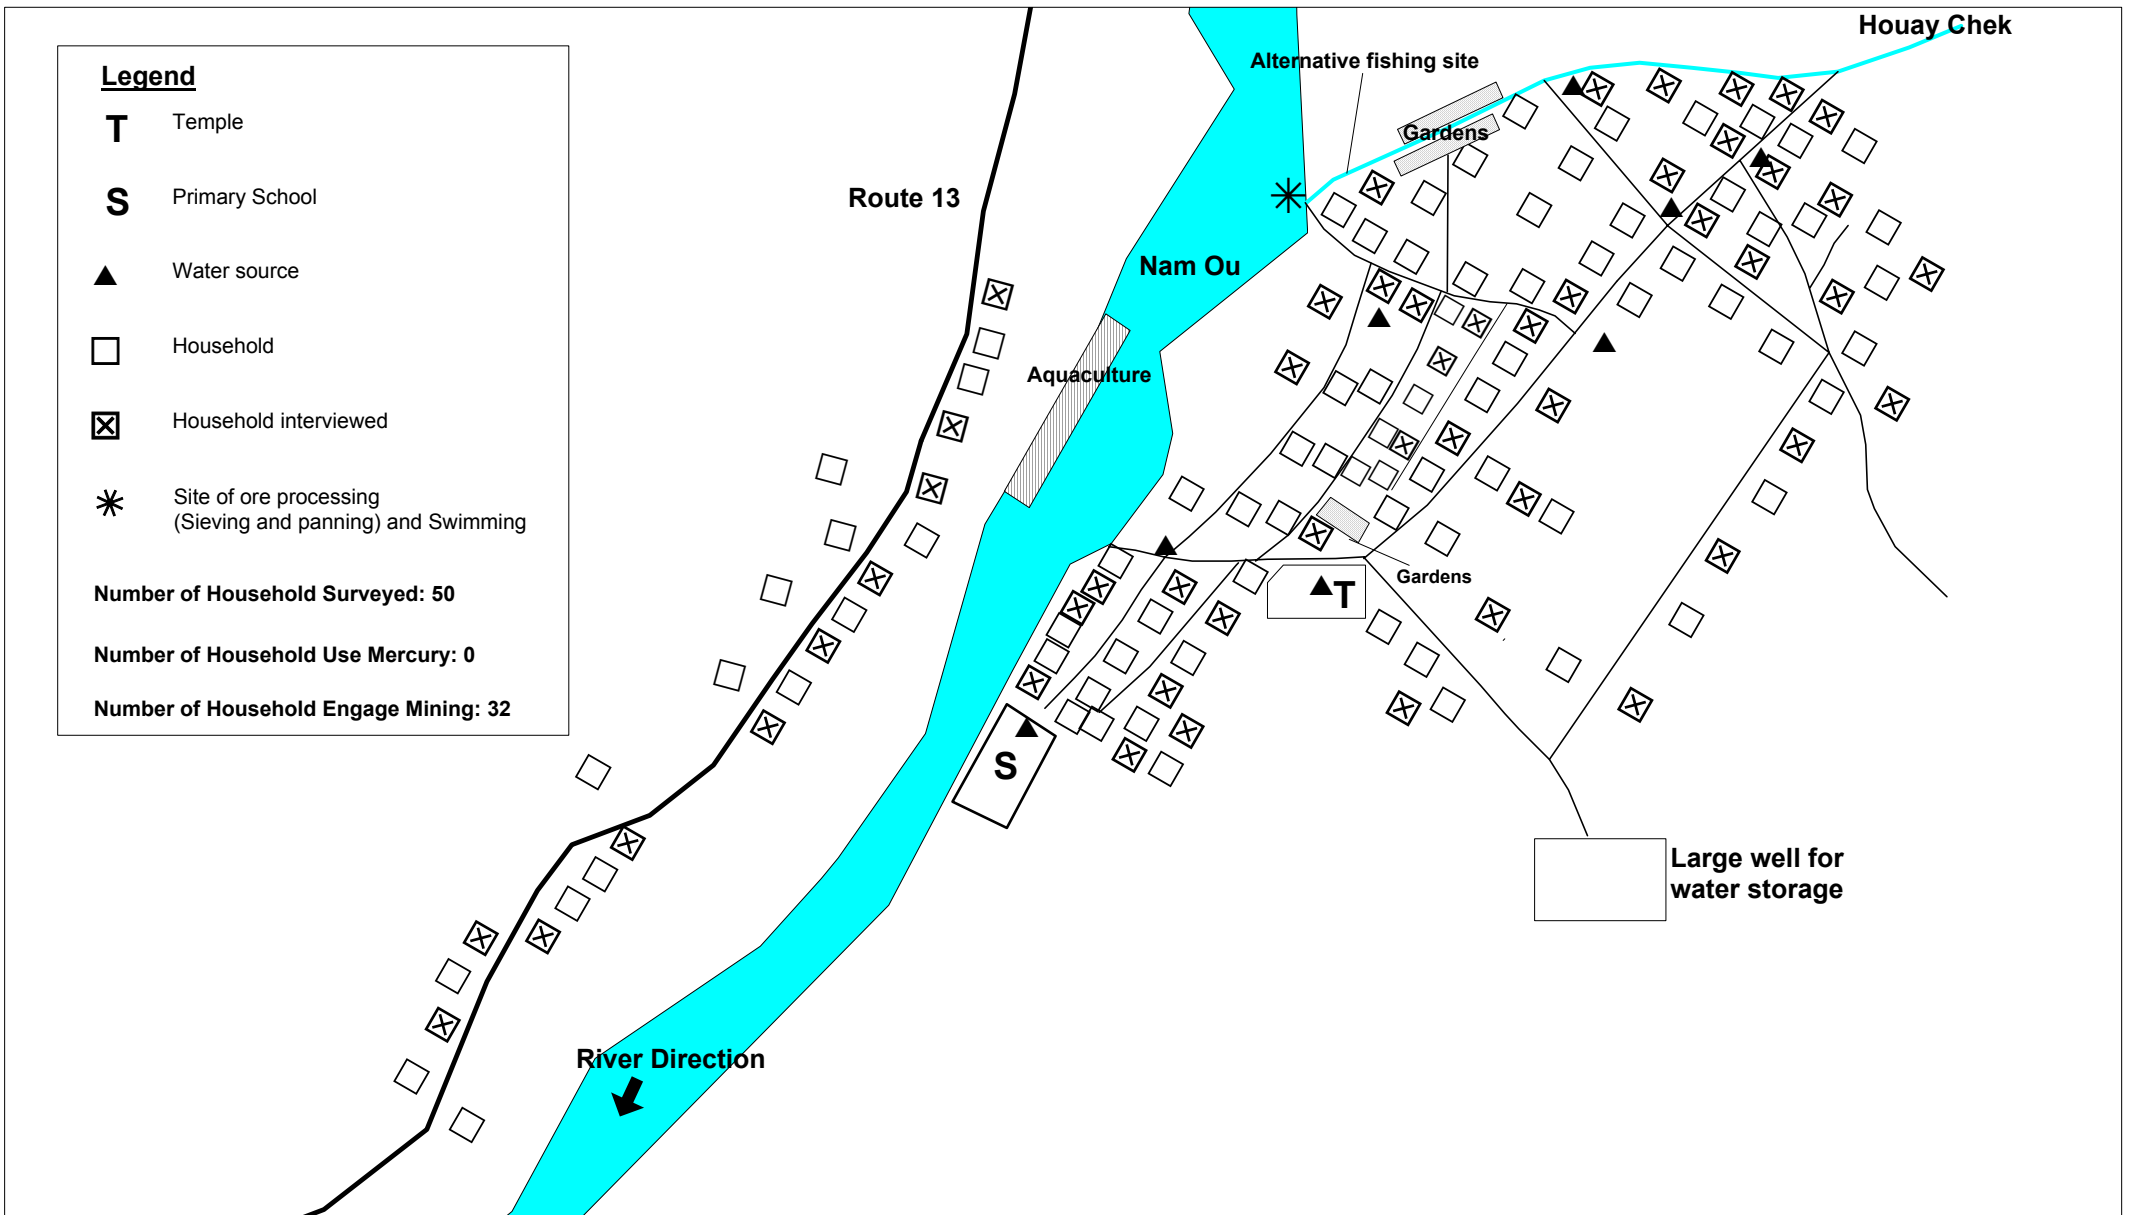 Legend
T Temple
S Primary School
Water source
Household
Household interviewed
Site of ore processing
(Sieving and panning) and Swimming
Number of Household Surveyed: 50
Number of Household Use Mercury: 0
Number of Household Engage Mining: 32
Houay Chek
Alternative fishing site
Gardens
Route 13
Nam Ou
Aquaculture
Gardens
T
S
Large well for
water storage
River Direction